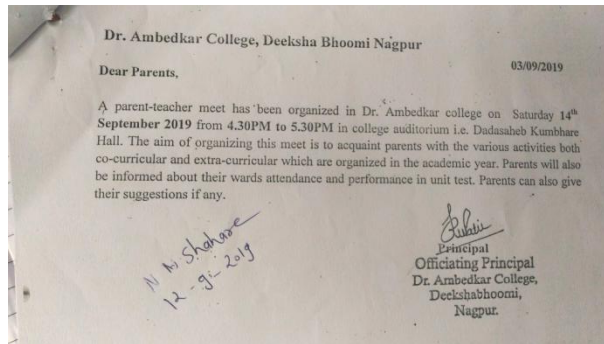 Dr. Ambedkar College, Deeksha Bhoomi Nagpur
03/09/2019
Dear Parents,
A parent-teacher meet has been organized in Dr. Ambedkar college on Saturday 14th
September 2019 from 4.30PM to 5.30PM in college auditorium i.e. Dadasaheb Kumbhare
Hall. The aim of organizing this meet is to acquaint parents with the various activities both
co-curricular and extra-curricular which are organized in the academic year. Parents will also
be informed about their wards attendance and performance in unit test. Parents can also give
their suggestions if any.
Shahare
12-9-2019
Principal
Officiating Principal
Dr. Ambedkar College,
Deekshabhoomi,
Nagpur.